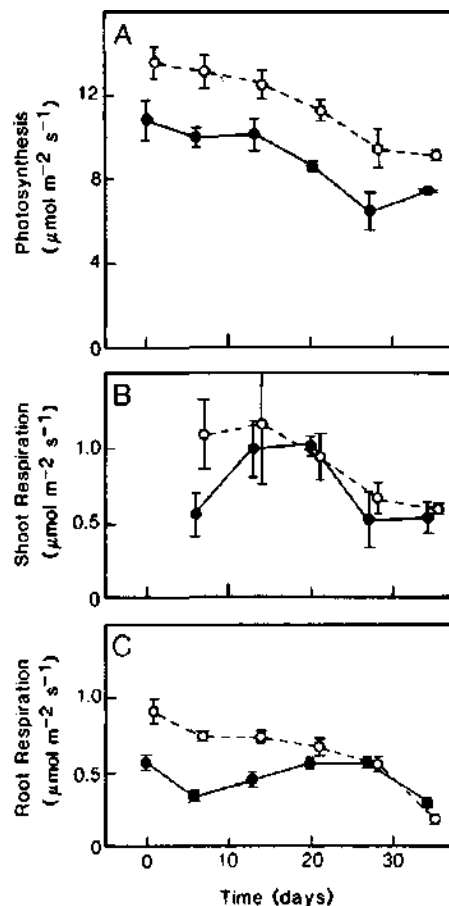 A
Photosynthesis
(μmol m−2 s−1)
12
8
4
0
B
Shoot Respiration
(μmol m−2 s−1)
1.0
0.5
0
C
Root Respiration
(μmol m−2 s−1)
1.0
0.5
0
0 10 20 30
Time (days)